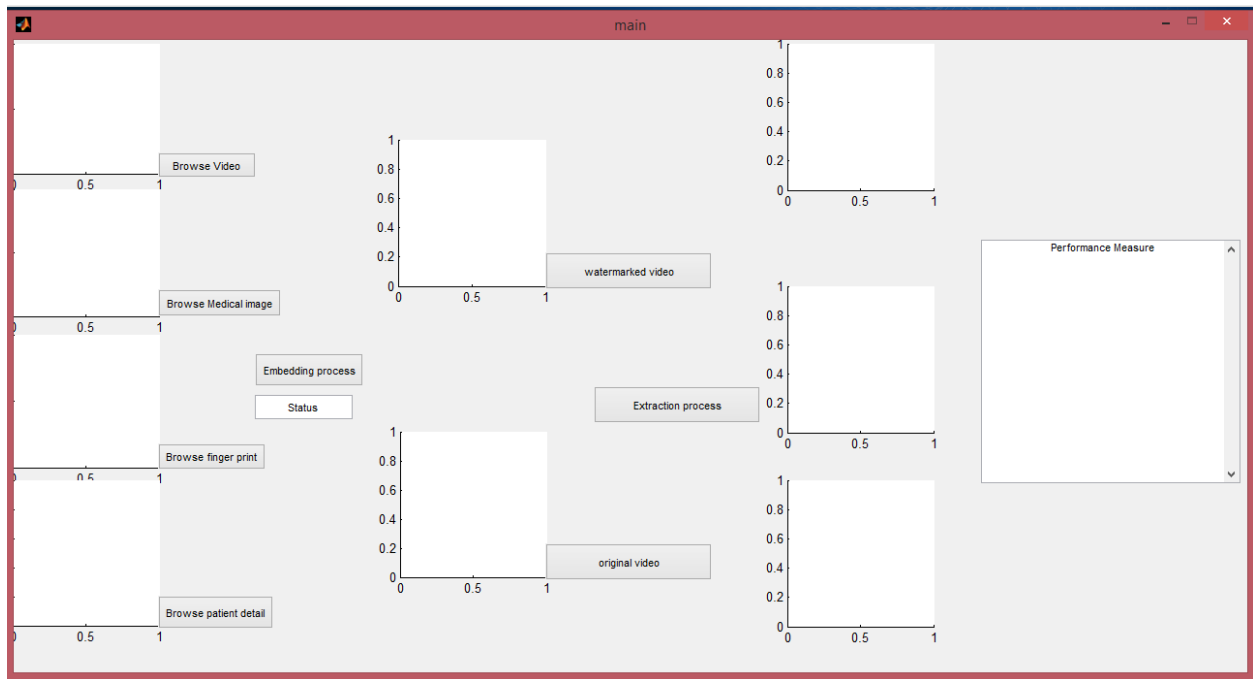 main
0 0.5 1
Browse Video
0 0.5 1
Browse Medical image
0 0.5 1
Browse finger print
0 0.5 1
Browse patient detail
Embedding process
Status
1
0.8
0.6
0.4
0.2
0
0 0.5 1
watermarked video
1
0.8
0.6
0.4
0.2
0
0 0.5 1
original video
Extraction process
1
0.8
0.6
0.4
0.2
0
0 0.5 1
1
0.8
0.6
0.4
0.2
0
0 0.5 1
1
0.8
0.6
0.4
0.2
0
0 0.5 1
Performance Measure